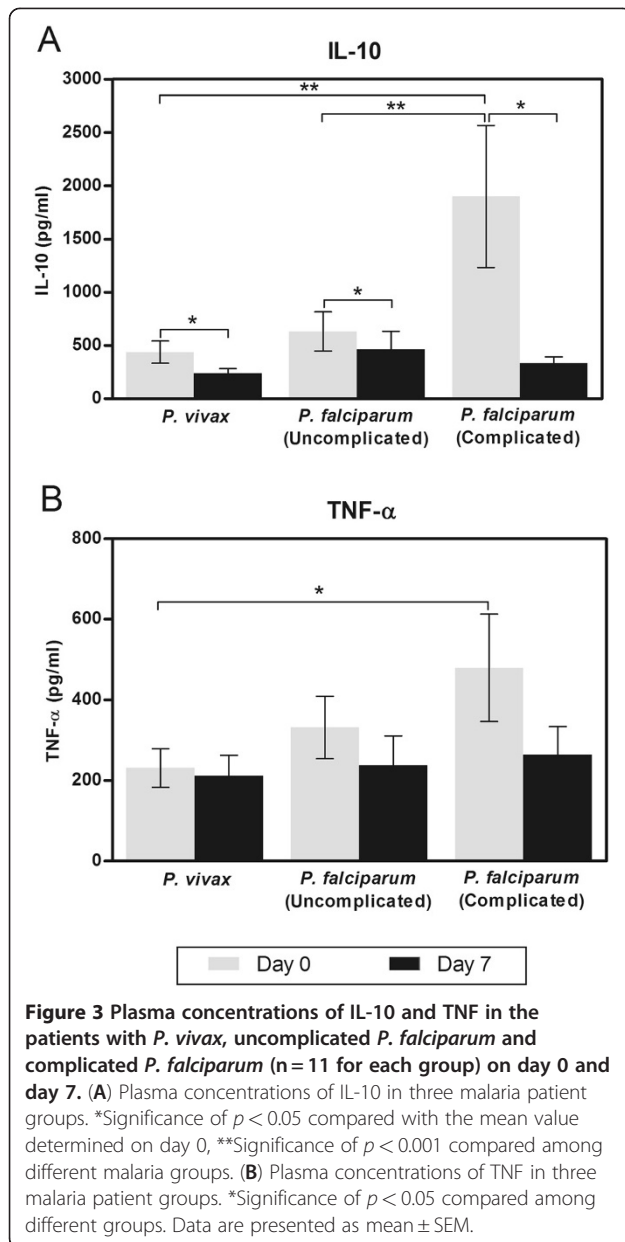 A
IL-10
3000
2500
2000
1500
1000
500
0
IL-10 (pg/ml)
**
**
*
*
*
P. vivax
P. falciparum
(Uncomplicated)
P. falciparum
(Complicated)
B
TNF-α
800
600
400
200
0
TNF-α (pg/ml)
*
P. vivax
P. falciparum
(Uncomplicated)
P. falciparum
(Complicated)
Day 0
Day 7
Figure 3 Plasma concentrations of IL-10 and TNF in the
patients with P. vivax, uncomplicated P. falciparum and
complicated P. falciparum (n = 11 for each group) on day 0 and
day 7. (A) Plasma concentrations of IL-10 in three malaria patient
groups. *Significance of p < 0.05 compared with the mean value
determined on day 0, **Significance of p < 0.001 compared among
different malaria groups. (B) Plasma concentrations of TNF in three
malaria patient groups. *Significance of p < 0.05 compared among
different groups. Data are presented as mean ± SEM.